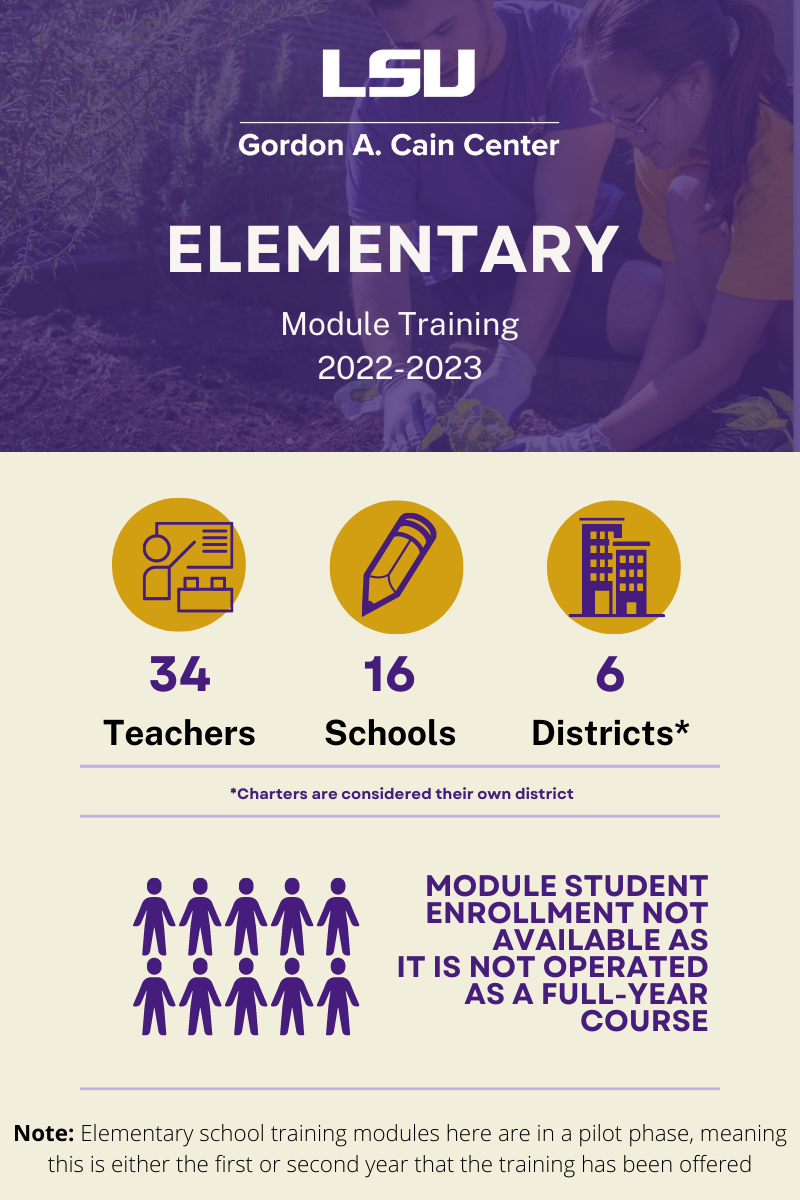 LSU
Gordon A. Cain Center
ELEMENTARY
Module Training
2022-2023
34
16
6
Teachers
Schools
Districts*
*Charters are considered their own district
MODULE STUDENT
ENROLLMENT NOT
AVAILABLE AS
IT IS NOT OPERATED
AS A FULL-YEAR
COURSE
Note: Elementary school training modules here are in a pilot phase, meaning
this is either the first or second year that the training has been offered